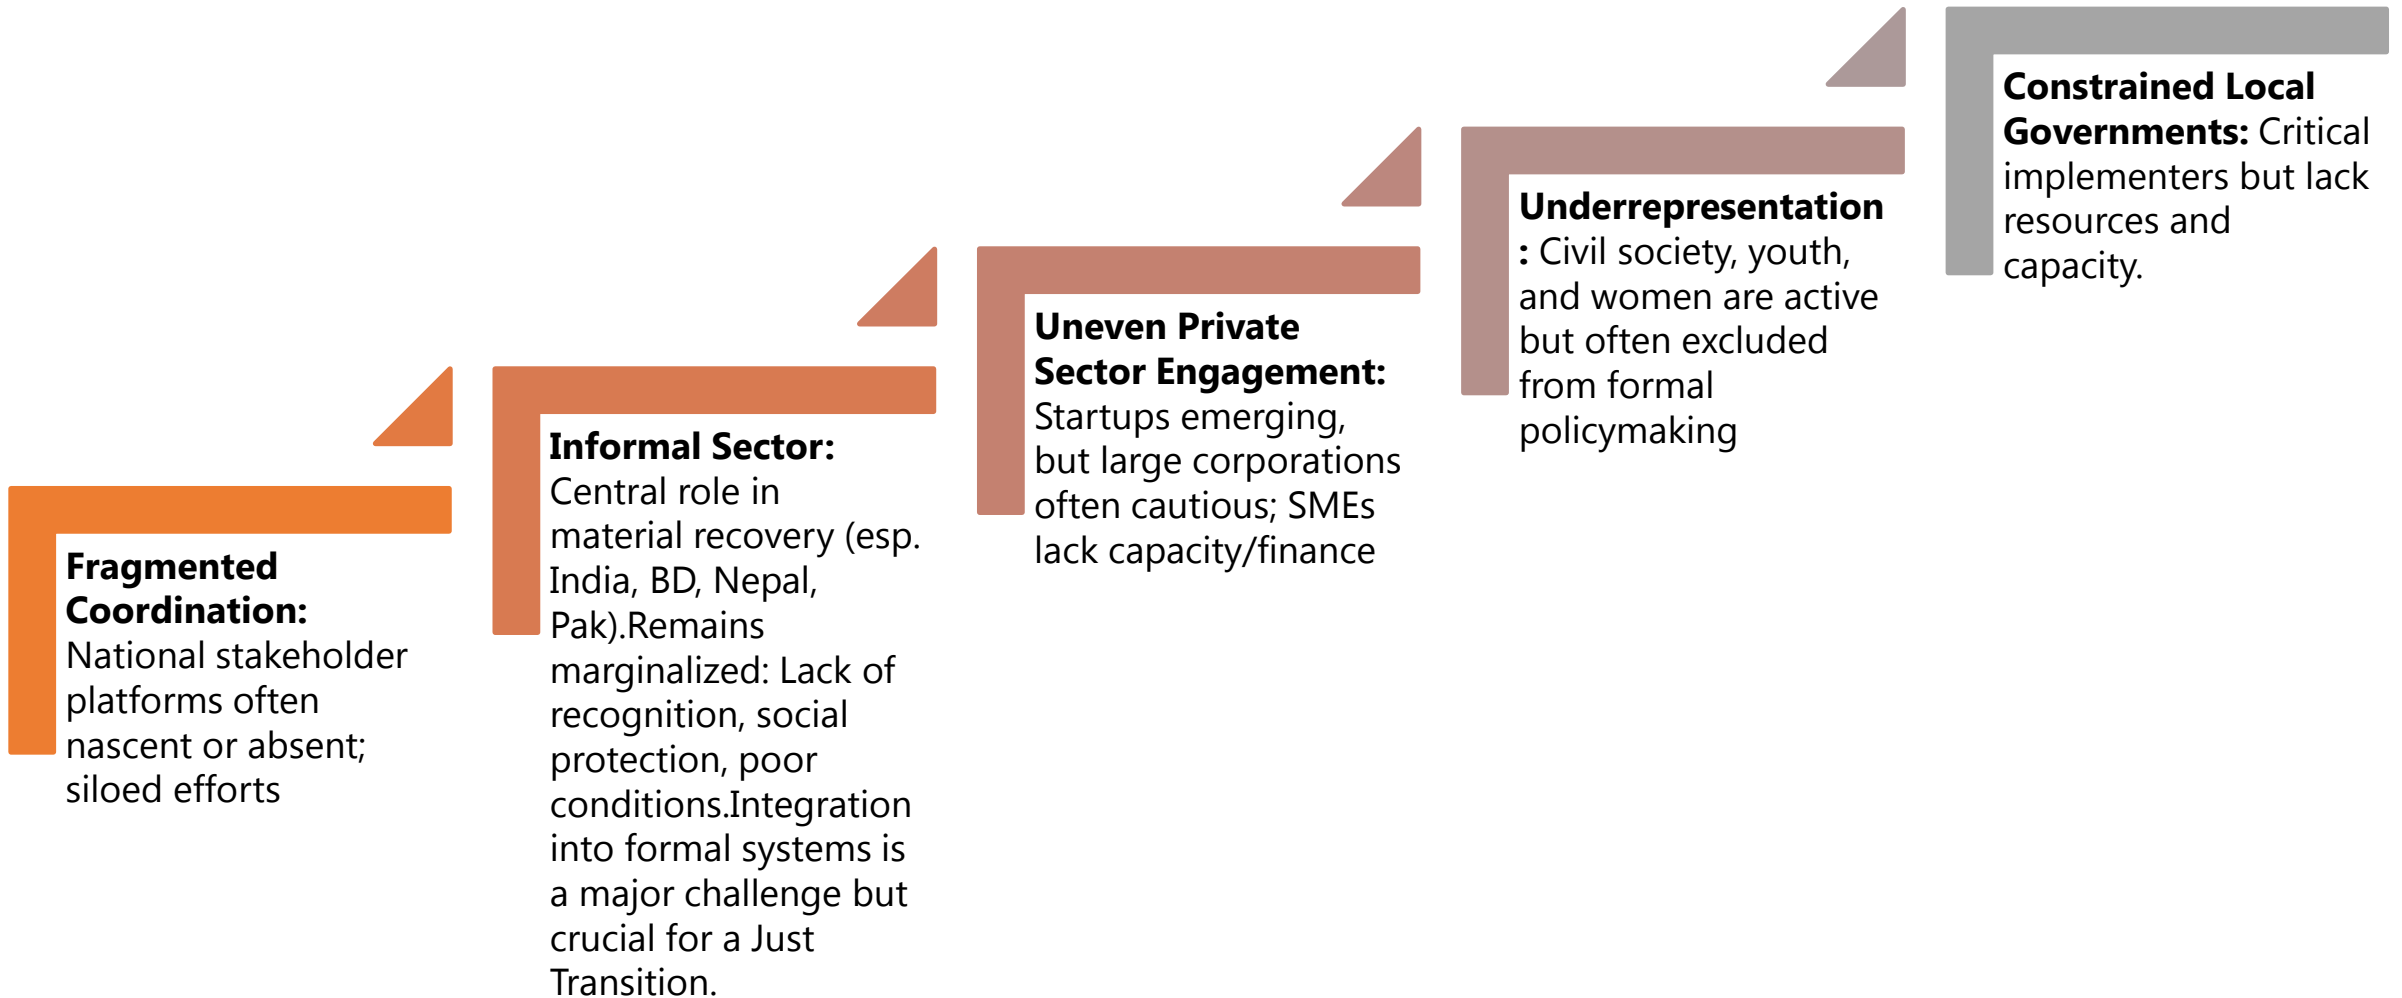 Fragmented
Coordination:
National stakeholder
platforms often
nascent or absent;
siloed efforts
Informal Sector:
Central role in
material recovery (esp.
India, BD, Nepal,
Pak).Remains
marginalized: Lack of
recognition, social
protection, poor
conditions.Integration
into formal systems is
a major challenge but
crucial for a Just
Transition.
Uneven Private
Sector Engagement:
Startups emerging,
but large corporations
often cautious; SMEs
lack capacity/finance
Underrepresentation
: Civil society, youth,
and women are active
but often excluded
from formal
policymaking
Constrained Local
Governments: Critical
implementers but lack
resources and
capacity.